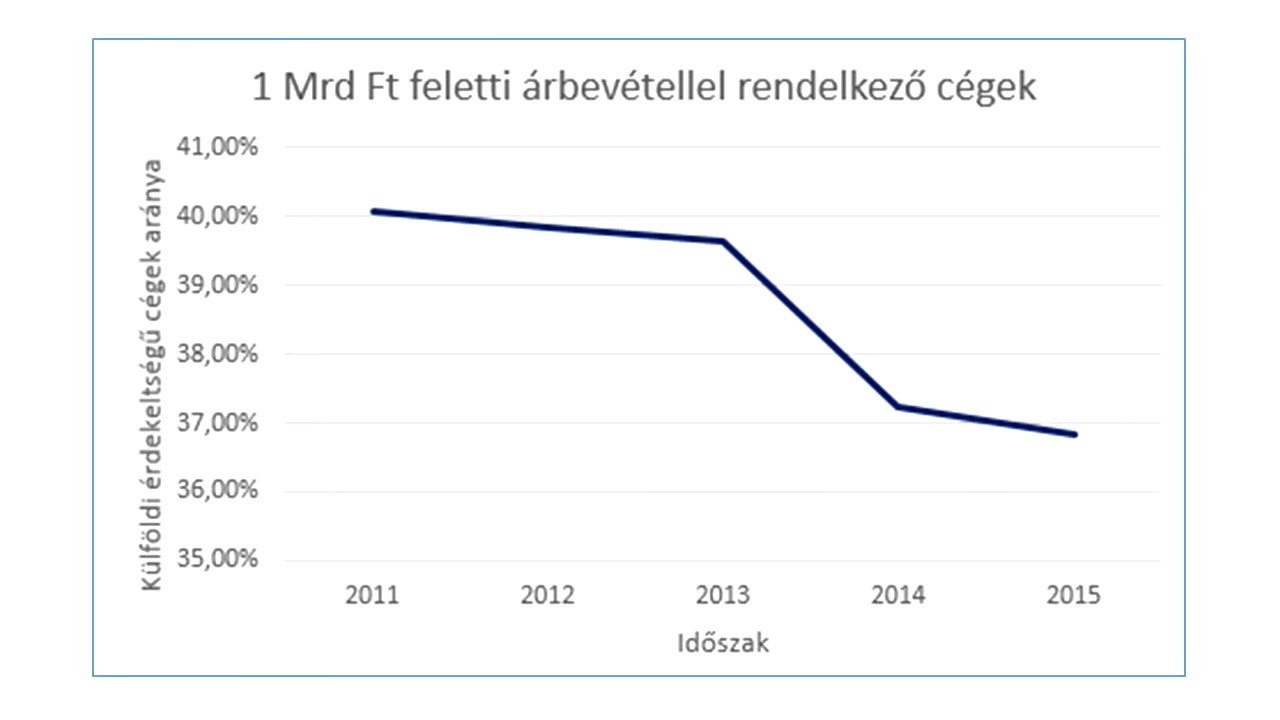 1 Mrd Ft feletti árbevétellel rendelkező cégek
Külföldi érdekeltségű cégek aránya
41,00%
40,00%
39,00%
38,00%
37,00%
36,00%
35,00%
2011 2012 2013 2014 2015
Időszak